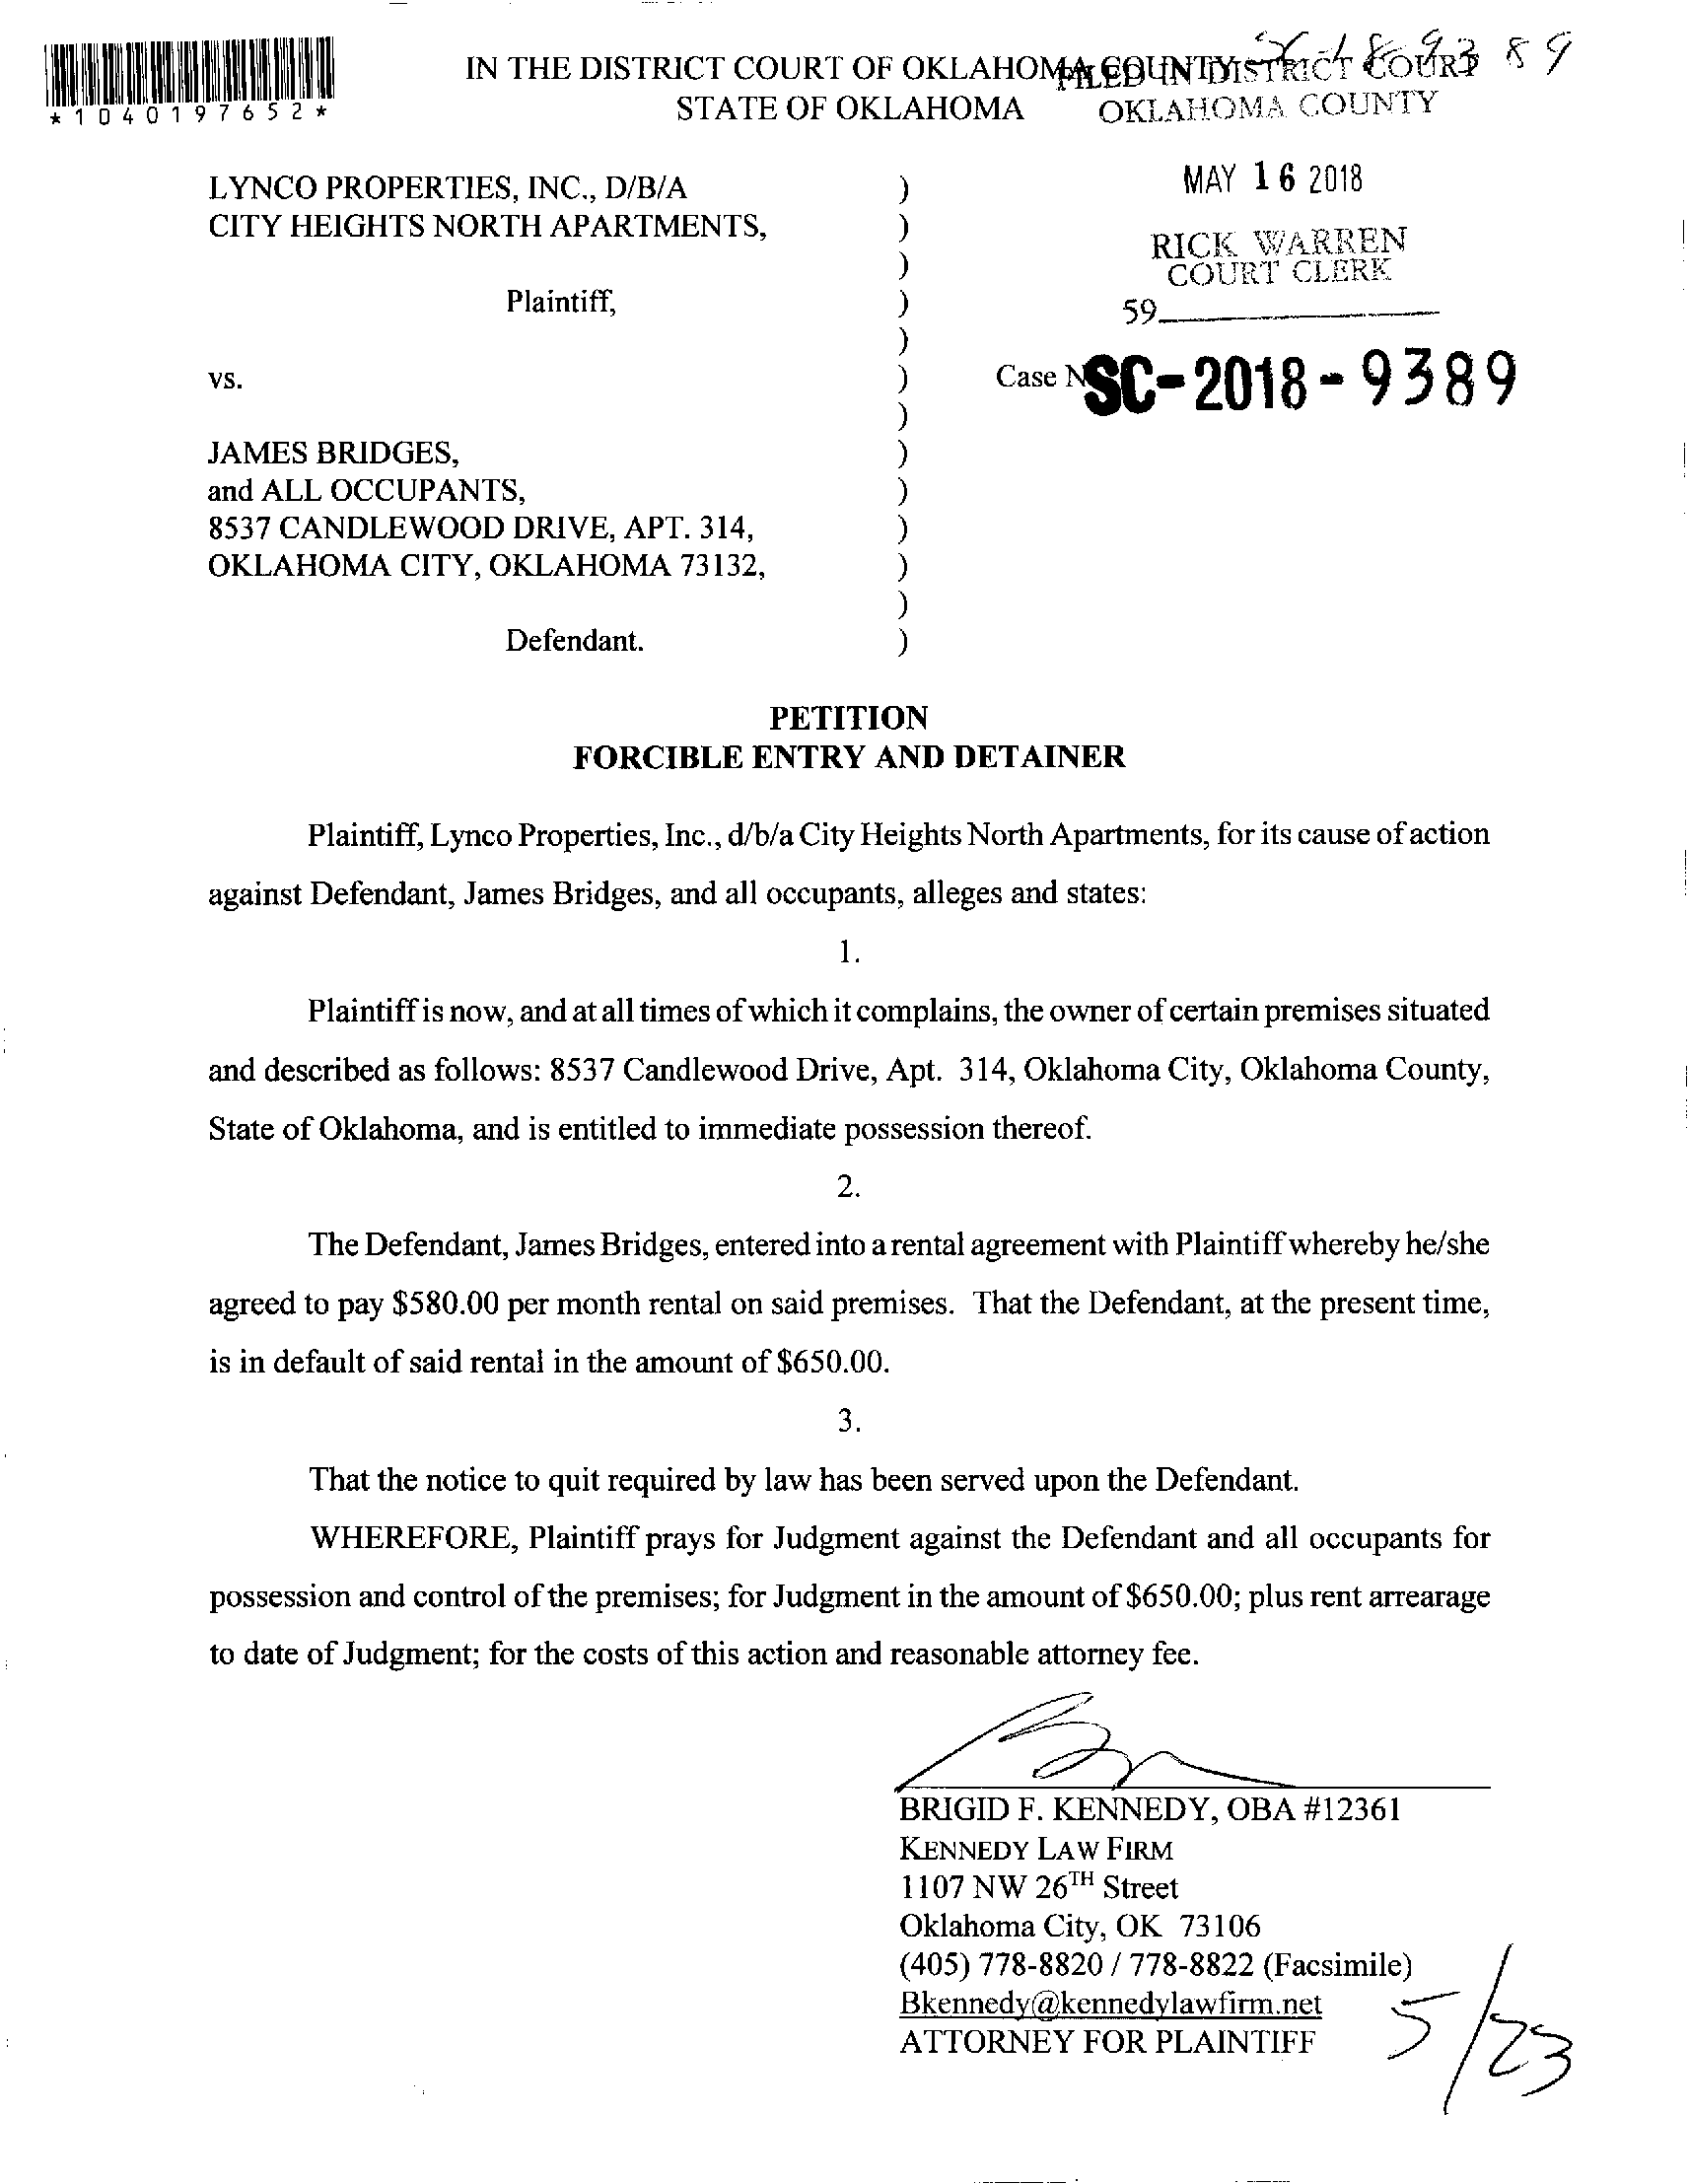 SC-18-9389
*1040197652*
IN THE DISTRICT COURT OF OKLAHOMA COUNTY
STATE OF OKLAHOMA
FILED IN DISTRICT COURT
OKLAHOMA COUNTY
MAY 16 2018
RICK WARREN
COURT CLERK
59
LYNCO PROPERTIES, INC., D/B/A )
CITY HEIGHTS NORTH APARTMENTS, )
)
Plaintiff, )
)
vs. ) Case N SC-2018-9389
)
JAMES BRIDGES, )
and ALL OCCUPANTS, )
8537 CANDLEWOOD DRIVE, APT. 314, )
OKLAHOMA CITY, OKLAHOMA 73132, )
)
Defendant. )
PETITION
FORCIBLE ENTRY AND DETAINER
Plaintiff, Lynco Properties, Inc., d/b/a City Heights North Apartments, for its cause of action
against Defendant, James Bridges, and all occupants, alleges and states:
1.
Plaintiff is now, and at all times of which it complains, the owner of certain premises situated
and described as follows: 8537 Candlewood Drive, Apt. 314, Oklahoma City, Oklahoma County,
State of Oklahoma, and is entitled to immediate possession thereof.
2.
The Defendant, James Bridges, entered into a rental agreement with Plaintiff whereby he/she
agreed to pay $580.00 per month rental on said premises. That the Defendant, at the present time,
is in default of said rental in the amount of $650.00.
3.
That the notice to quit required by law has been served upon the Defendant.
WHEREFORE, Plaintiff prays for Judgment against the Defendant and all occupants for
possession and control of the premises; for Judgment in the amount of $650.00; plus rent arrearage
to date of Judgment; for the costs of this action and reasonable attorney fee.
BRIGID F. KENNEDY, OBA #12361
KENNEDY LAW FIRM
1107 NW 26TH Street
Oklahoma City, OK 73106
(405) 778-8820 / 778-8822 (Facsimile)
Bkennedy@kennedylawfirm.net
ATTORNEY FOR PLAINTIFF
5/23